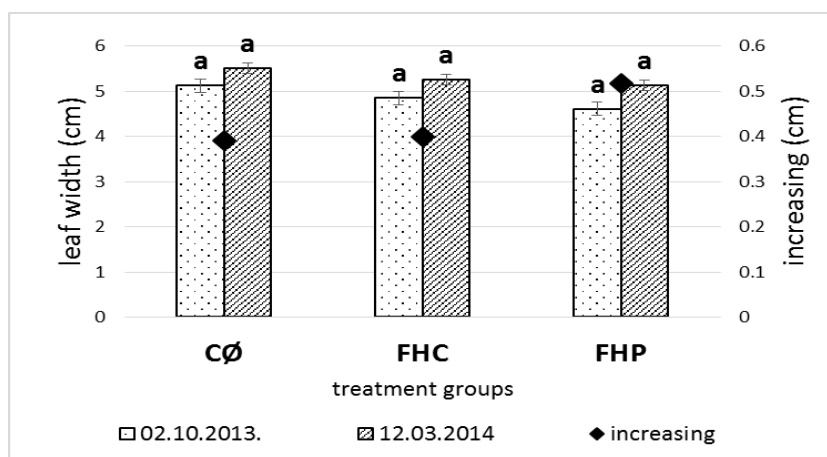 6
5
4
3
2
1
0
leaf width (cm)
a a
a a
a a
0.6
0.5
0.4
0.3
0.2
0.1
0
increasing (cm)
CØ FHC FHP
treatment groups
02.10.2013. 12.03.2014 increasing